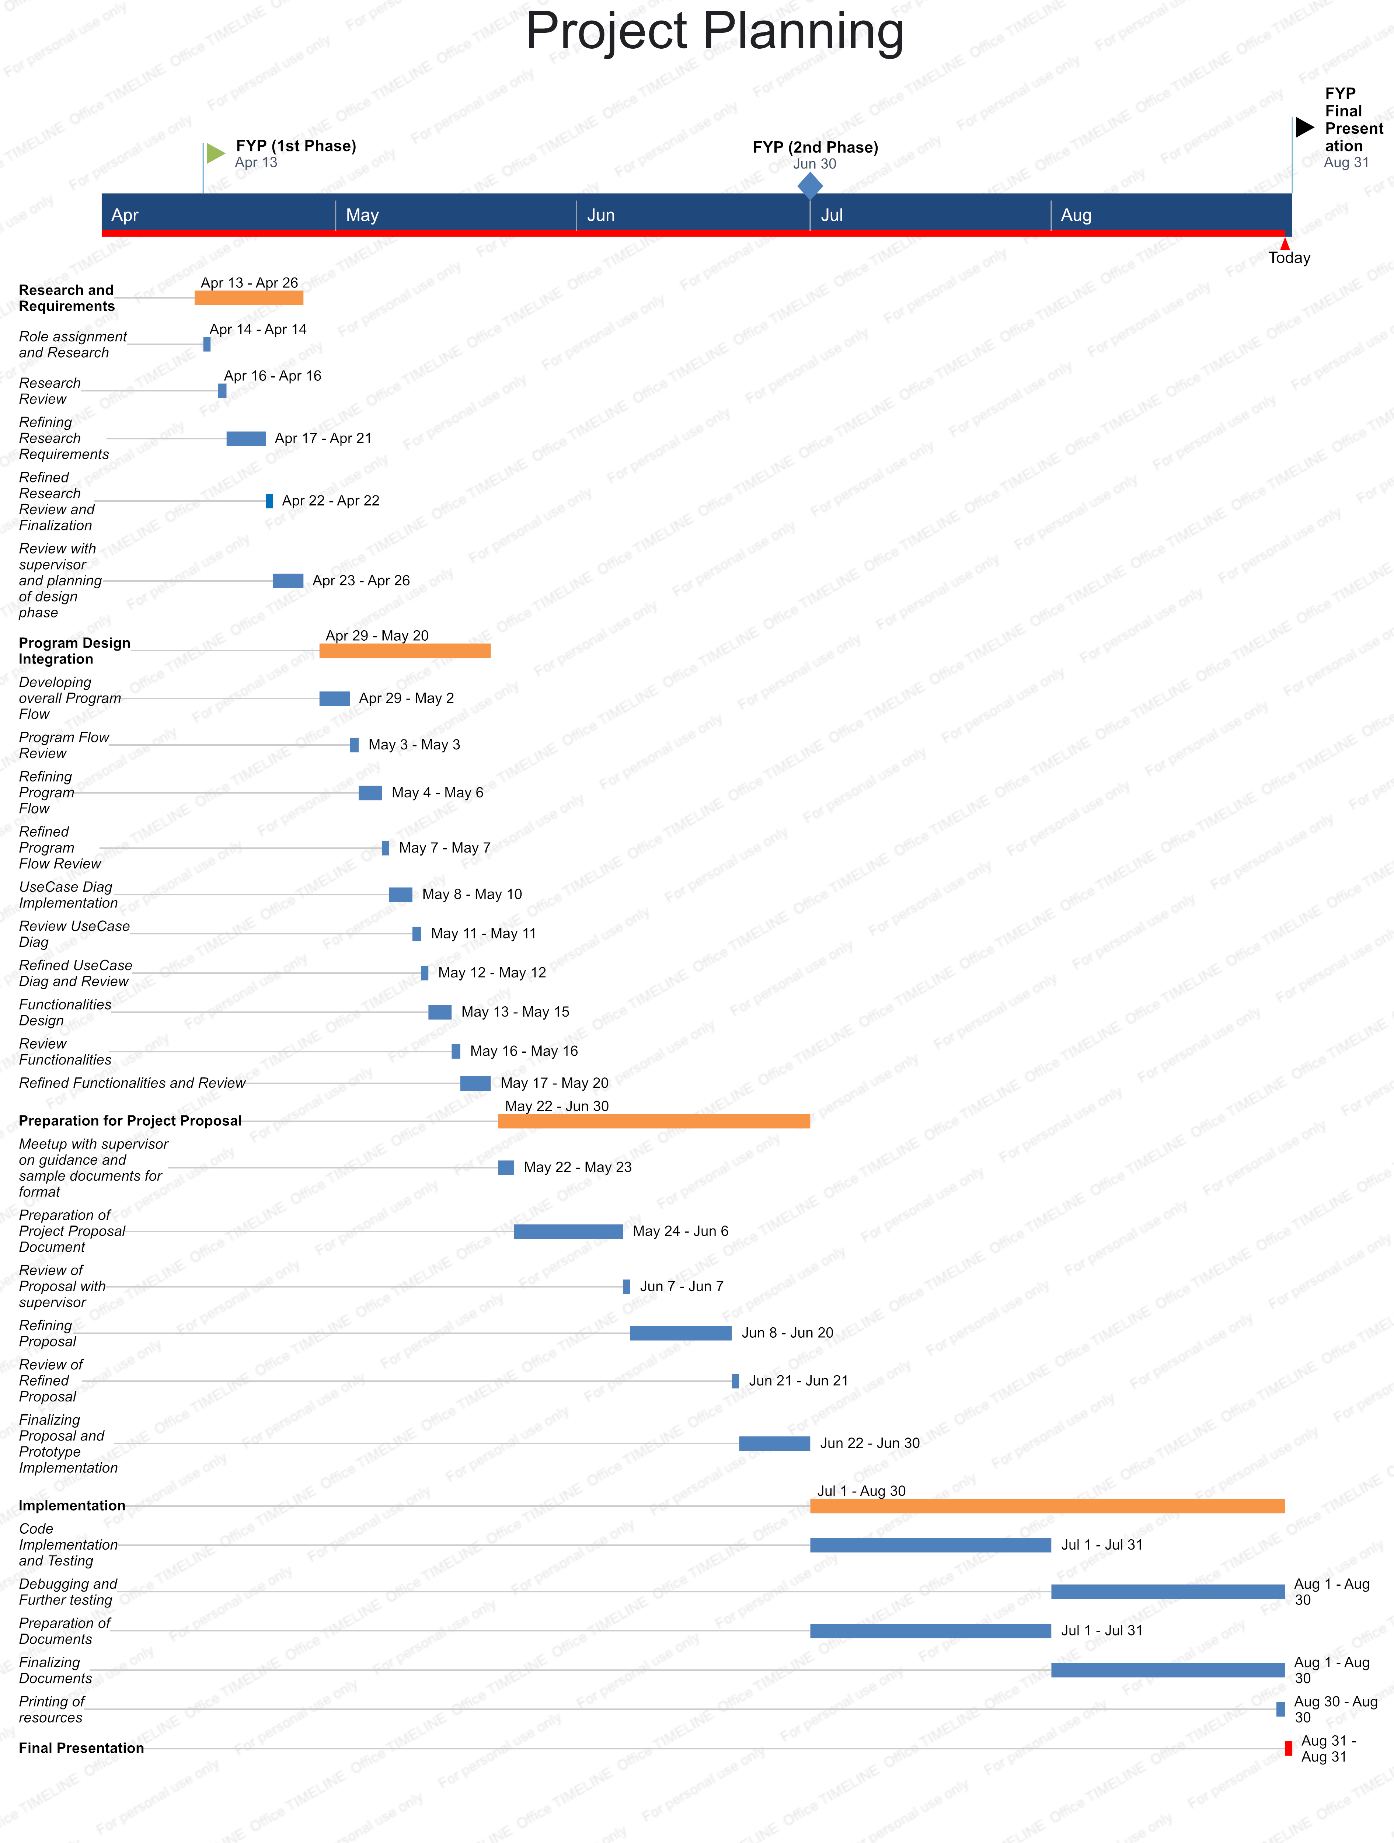 Project Planning
FYP
Final
Present
ation
Aug 31
FYP (1st Phase)
Apr 13
FYP (2nd Phase)
Jun 30
Apr
May
Jun
Jul
Aug
Today
Research and
Requirements
Apr 13 - Apr 26
Role assignment
and Research
Apr 14 - Apr 14
Research
Review
Apr 16 - Apr 16
Refining
Research
Requirements
Apr 17 - Apr 21
Refined
Research
Review and
Finalization
Apr 22 - Apr 22
Review with
supervisor
and planning
of design
phase
Apr 23 - Apr 26
Program Design
Integration
Apr 29 - May 20
Developing
overall Program
Flow
Apr 29 - May 2
Program Flow
Review
May 3 - May 3
Refining
Program
Flow
May 4 - May 6
Refined
Program
Flow Review
May 7 - May 7
UseCase Diag
Implementation
May 8 - May 10
Review UseCase
Diag
May 11 - May 11
Refined UseCase
Diag and Review
May 12 - May 12
Functionalities
Design
May 13 - May 15
Review
Functionalities
May 16 - May 16
Refined Functionalities and Review
May 17 - May 20
Preparation for Project Proposal
May 22 - Jun 30
Meetup with supervisor
on guidance and
sample documents for
format
May 22 - May 23
Preparation of
Project Proposal
Document
May 24 - Jun 6
Review of
Proposal with
supervisor
Jun 7 - Jun 7
Refining
Proposal
Jun 8 - Jun 20
Review of
Refined
Proposal
Jun 21 - Jun 21
Finalizing
Proposal and
Prototype
Implementation
Jun 22 - Jun 30
Implementation
Jul 1 - Aug 30
Code
Implementation
and Testing
Jul 1 - Jul 31
Debugging and
Further testing
Aug 1 - Aug
30
Preparation of
Documents
Jul 1 - Jul 31
Finalizing
Documents
Aug 1 - Aug
30
Printing of
resources
Aug 30 - Aug
30
Final Presentation
Aug 31 -
Aug 31
Office TIMELINE For personal use only